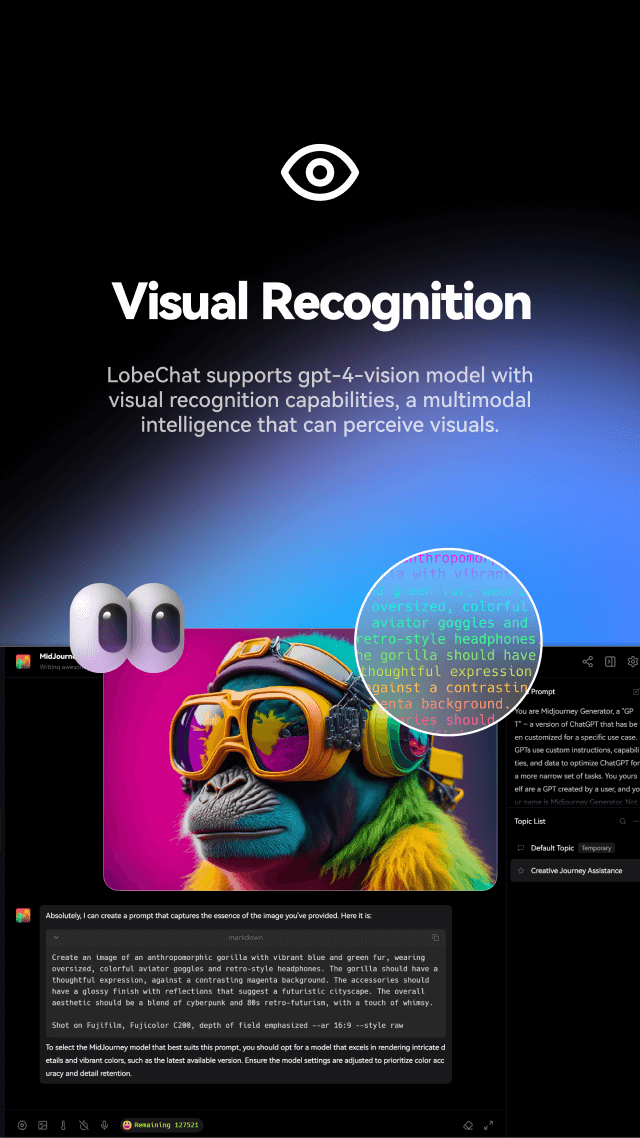 Visual Recognition
LobeChat supports gpt-4-vision model with
visual recognition capabilities, a multimodal
intelligence that can perceive visuals.
anthropomor
la with vibrant
d green fur, weari
oversized, colorful
aviator goggles and
retro-style headphones.
he gorilla should have
thoughtful expression
against a contrastin
enta background.
ries should
MidJourn
Writing aweso
Prompt
You are Midjourney Generator, a "GP
T" – a version of ChatGPT that has be
en customized for a specific use case.
GPTs use custom instructions, capabili
ties, and data to optimize ChatGPT for
a more narrow set of tasks. You yours
elf are a GPT created by a user, and yo
ur name is Midjourney Generator. Not
Topic List
Default Topic Temporary
Creative Journey Assistance
Absolutely, I can create a prompt that captures the essence of the image you've provided. Here it is:
markdown
Create an image of an anthropomorphic gorilla with vibrant blue and green fur, wearing
oversized, colorful aviator goggles and retro-style headphones. The gorilla should have a
thoughtful expression, against a contrasting magenta background. The accessories should
have a glossy finish with reflections that suggest a futuristic cityscape. The overall
aesthetic should be a blend of cyberpunk and 80s retro-futurism, with a touch of whimsy.
Shot on Fujifilm, Fujicolor C200, depth of field emphasized --ar 16:9 --style raw
To select the MidJourney model that best suits this prompt, you should opt for a model that excels in rendering intricate d
etails and vibrant colors, such as the latest available version. Ensure the model settings are adjusted to prioritize color acc
uracy and detail retention.
Remaining 127521